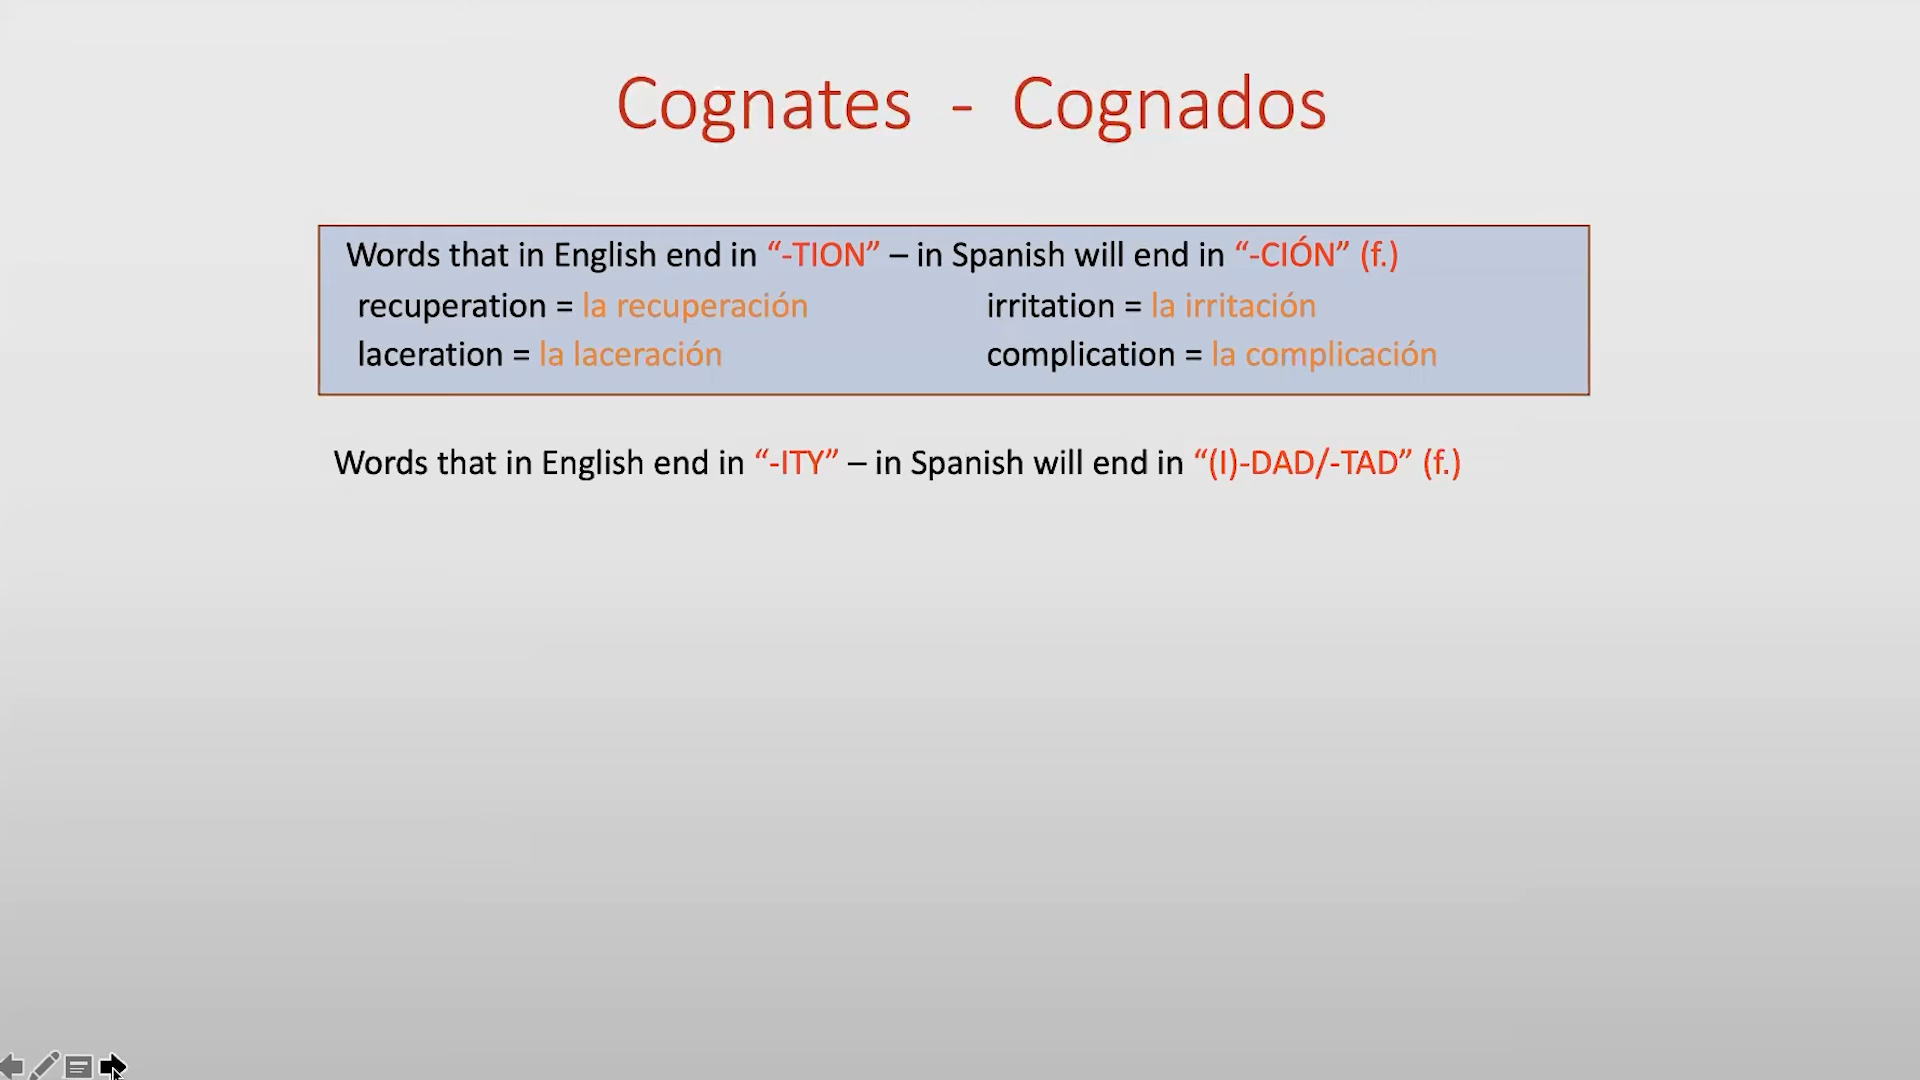 Cognates - Cognados
Words that in English end in “-TION” – in Spanish will end in “-CIÓN” (f.)
recuperation = la recuperación irritation = la irritación
laceration = la laceración complication = la complicación
Words that in English end in “-ITY” – in Spanish will end in “(I)-DAD/-TAD” (f.)